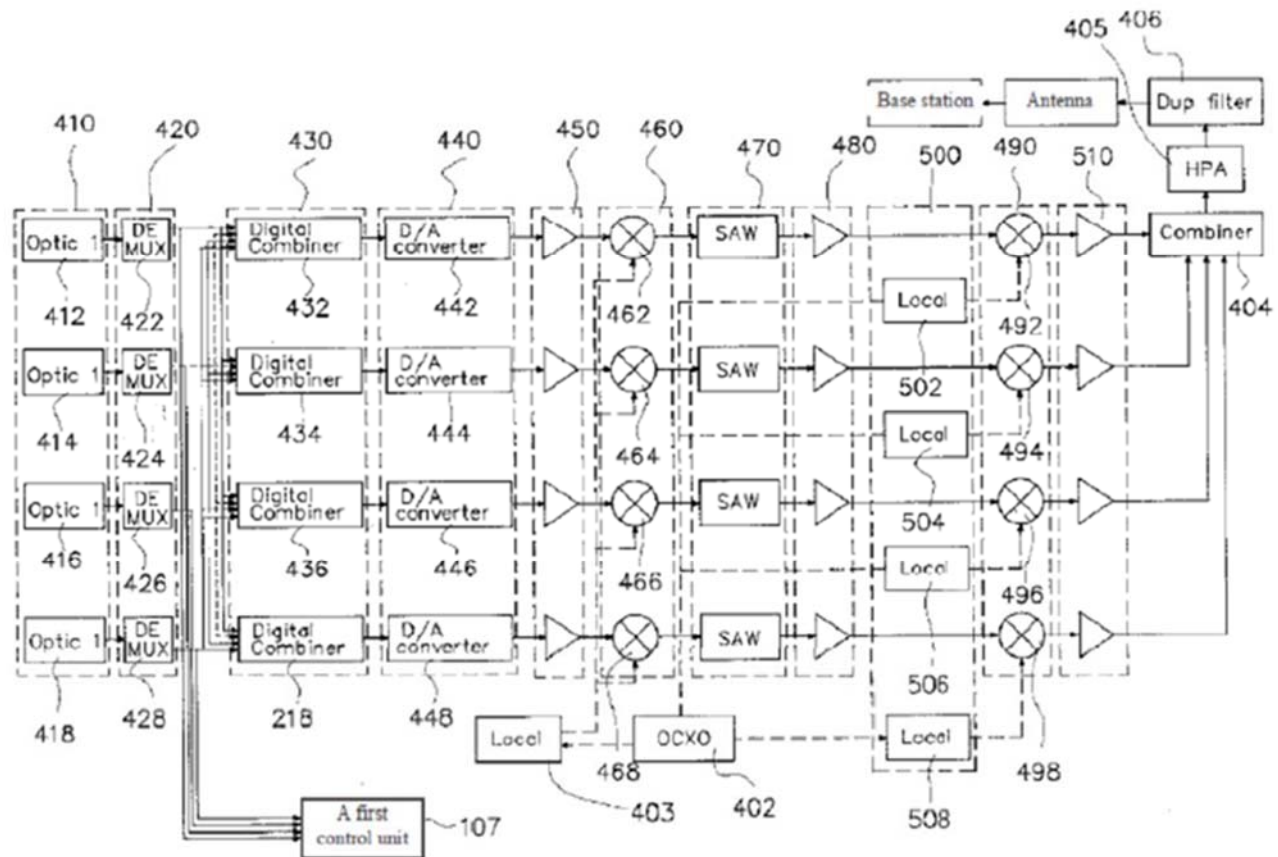 406
405
Base station
Antenna
Dup filter
410
420
430
440
450
460
470
480
500
490
510
HPA
Optic 1
DE
MUX
Digital
Combiner
D/A
converter
SAW
Combiner
412
422
432
442
462
Local
492
404
502
Optic 1
DE
MUX
Digital
Combiner
D/A
converter
SAW
414
424
434
444
464
Local
494
504
Optic 1
DE
MUX
Digital
Combiner
D/A
converter
SAW
416
426
436
446
466
Local
496
506
Optic 1
DE
MUX
Digital
Combiner
D/A
converter
SAW
418
428
218
448
Local
468
OCXO
Local
498
403
402
508
A first
control unit
107